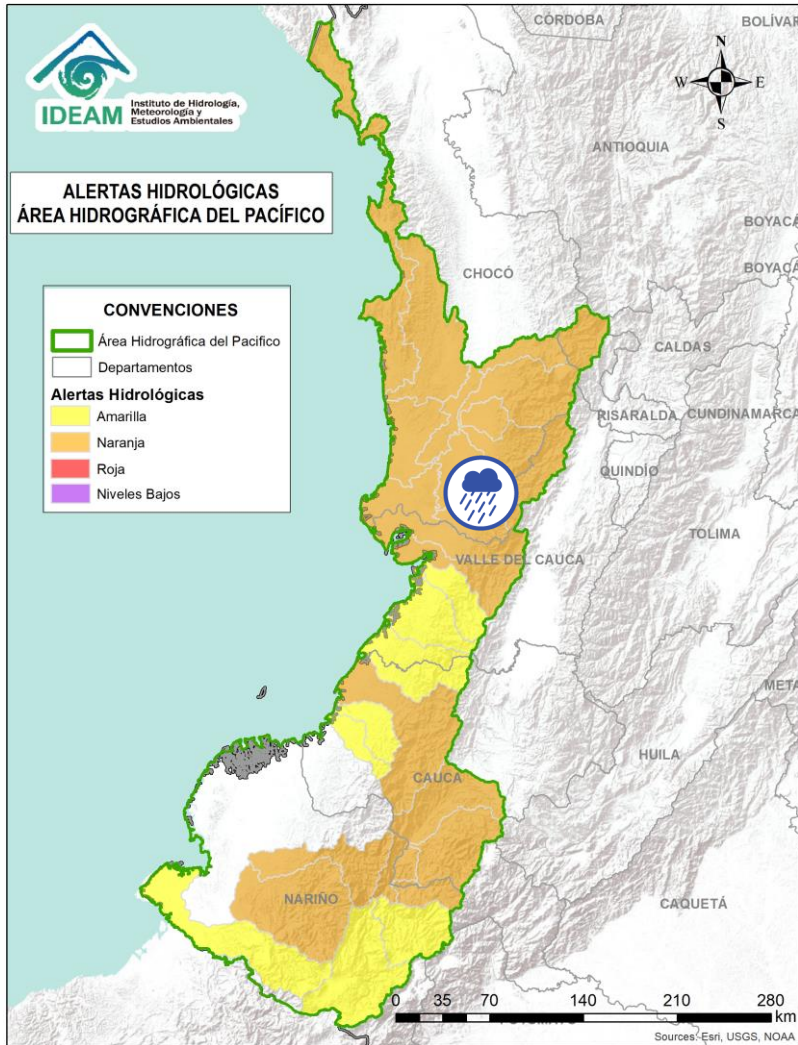 IDEAM
Instituto de Hidrología,
Meteorología y
Estudios Ambientales
CÓRDOBA
BOLÍVAR
N
W
E
S
ANTIOQUIA
ALERTAS HIDROLÓGICAS
ÁREA HIDROGRÁFICA DEL PACÍFICO
BOYACÁ
BOYACÁ
CHOCÓ
CONVENCIONES
Área Hidrográfica del Pacifico
Departamentos
Alertas Hidrológicas
Amarilla
Naranja
Roja
Niveles Bajos
CALDAS
RISARALDA
CUNDINAMARCA
QUINDÍO
TOLIMA
VALLE DEL CAUCA
META
HUILA
CAUCA
NARIÑO
CAQUETÁ
0 35 70 140 210 280
km
Sources: Esri, USGS, NOAA